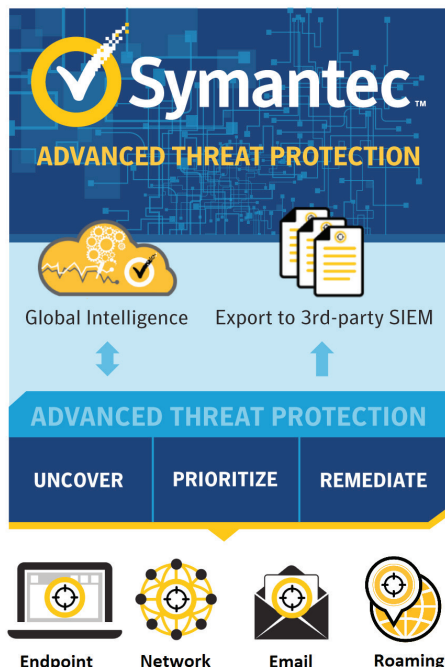 Symantec™
ADVANCED THREAT PROTECTION
Global Intelligence
Export to 3rd-party SIEM
ADVANCED THREAT PROTECTION
UNCOVER
PRIORITIZE
REMEDIATE
Endpoint
Network
Email
Roaming